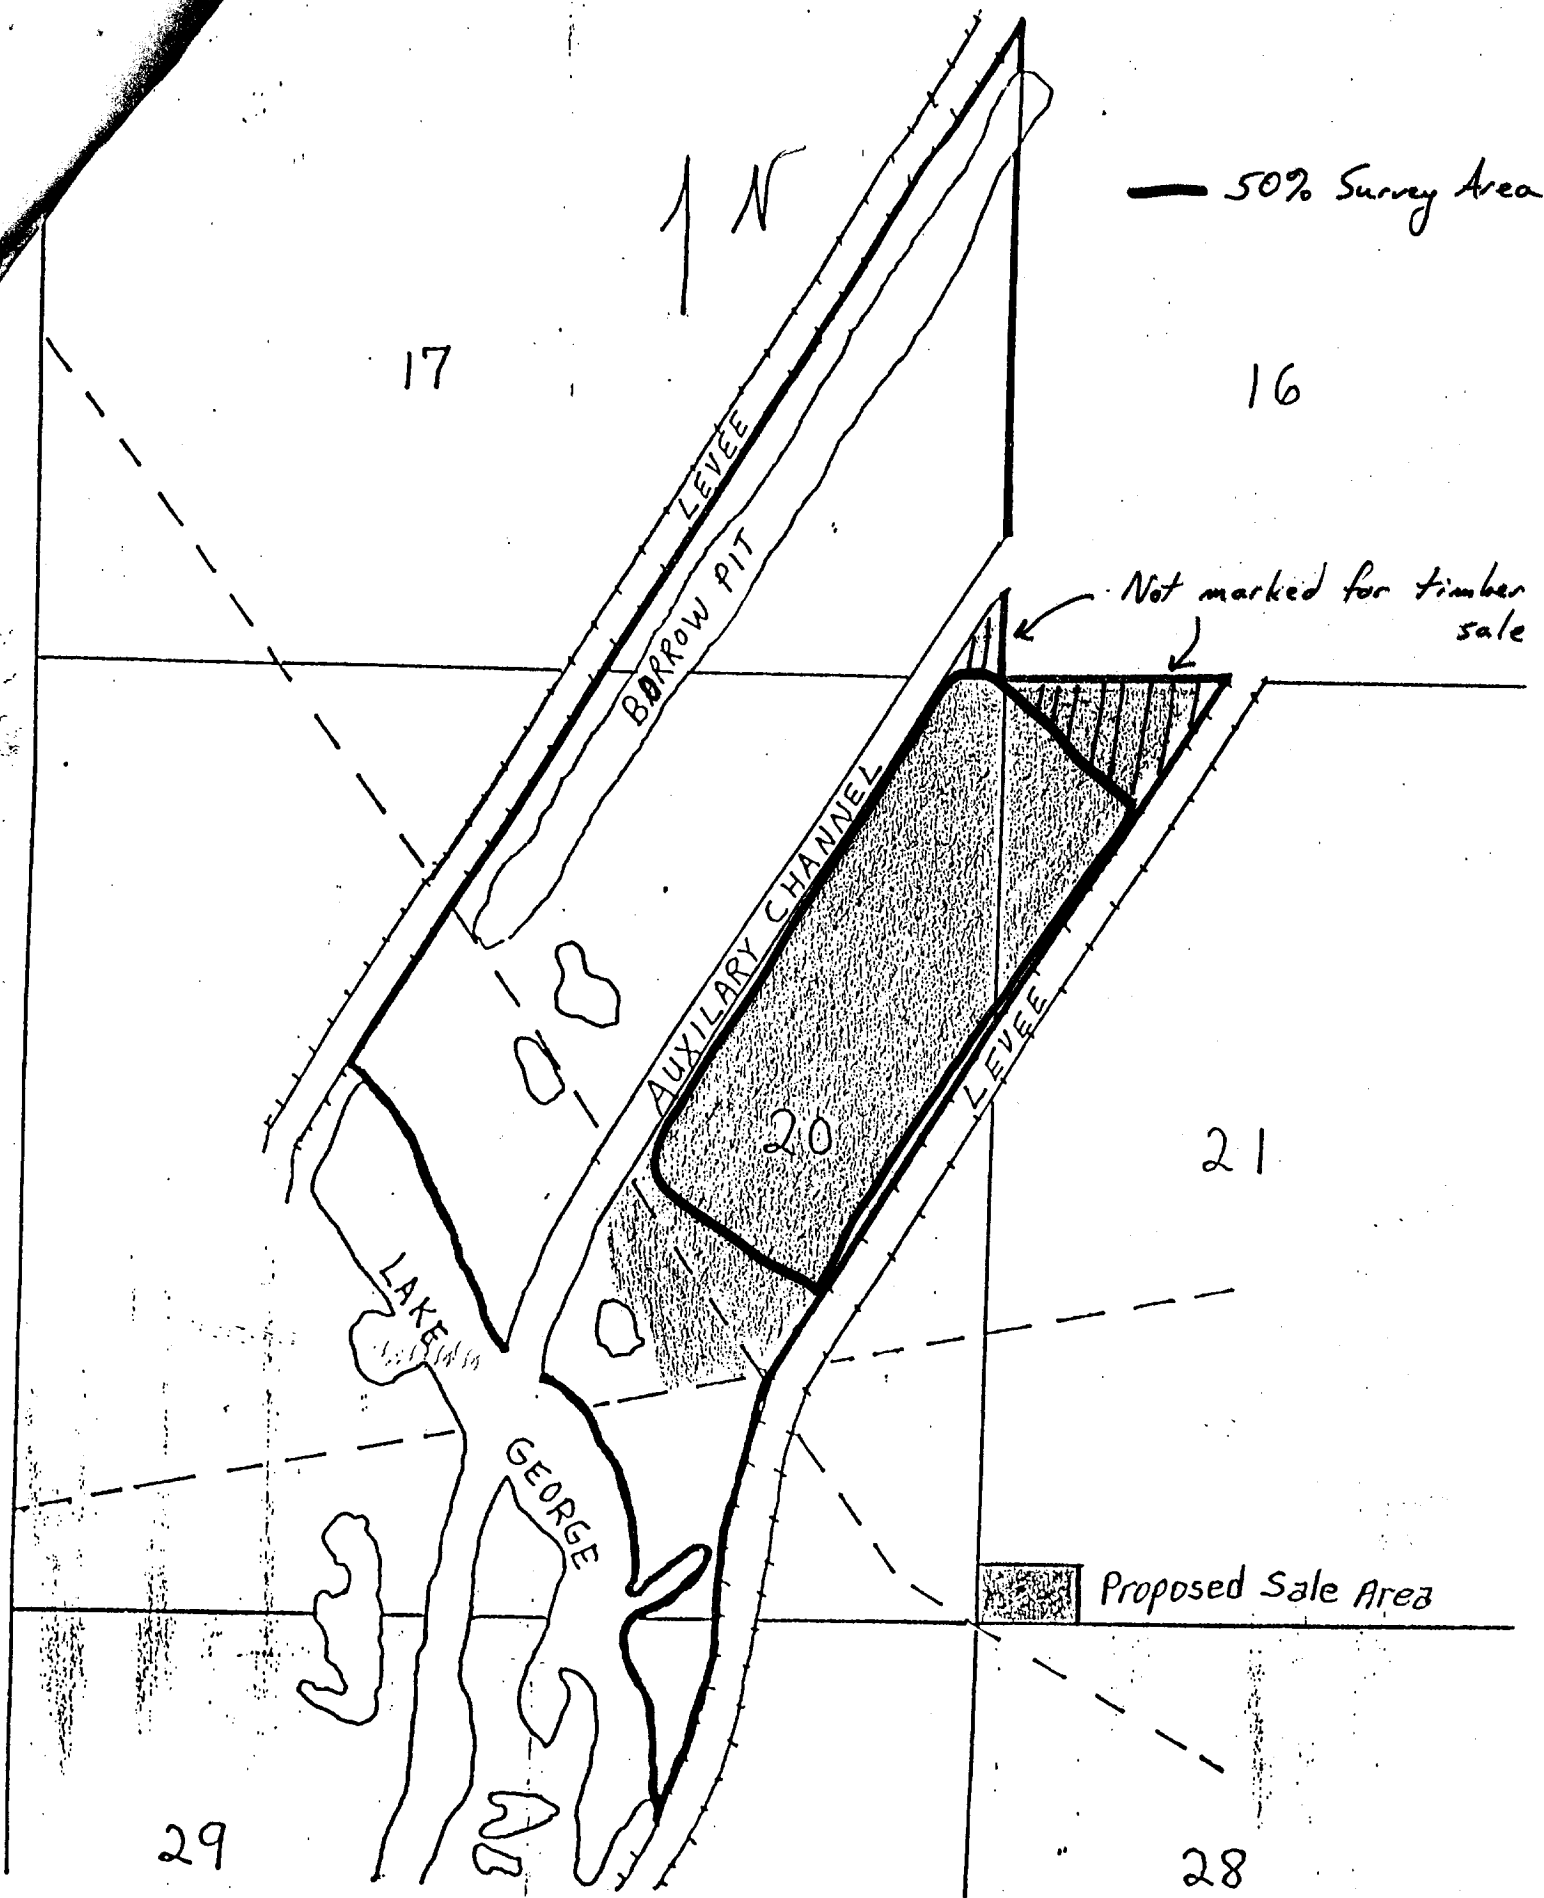 N
50% Survey Area
17
16
LEVEE
BORROW PIT
Not marked for timber
sale
AUXILARY CHANNEL
LEVEE
20
21
LAKE
GEORGE
Proposed Sale Area
29
28